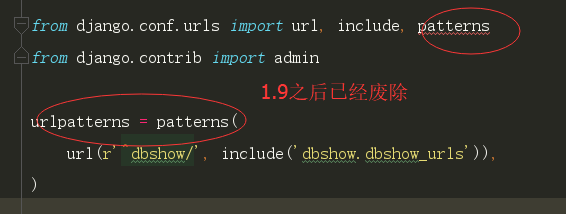 from django.conf.urls import url, include, patterns
from django.contrib import admin
1.9之后已经废除
urlpatterns = patterns(
    url(r'^dbshow/', include('dbshow.dbshow_urls')),
)